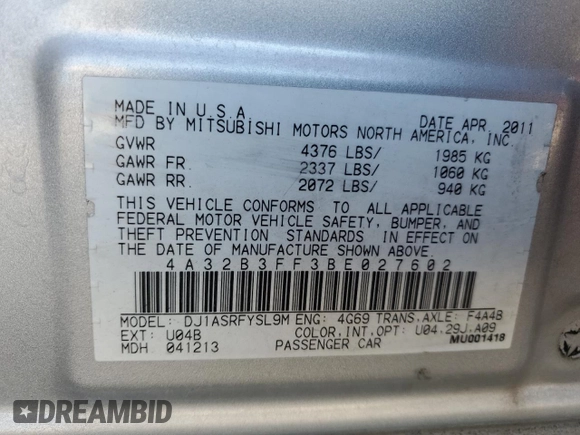 MADE IN U.S.A. DATE APR. 2011
MFD BY MITSUBISHI MOTORS NORTH AMERICA, INC.
GVWR 4376 LBS/ 1985 KG
GAWR FR. 2337 LBS/ 1060 KG
GAWR RR. 2072 LBS/ 940 KG
THIS VEHICLE CONFORMS TO ALL APPLICABLE
FEDERAL MOTOR VEHICLE SAFETY, BUMPER, AND
THEFT PREVENTION STANDARDS IN EFFECT ON
THE DATE OF MANUFACTURE SHOWN ABOVE.
4A32B3FF3BE027602
MODEL: DJ1ASRFYSL9M ENG: 4G69 TRANS.AXLE: F4A4B
EXT: U04B COLOR,INT,OPT: U04.29J.A09
MDH 041213 PASSENGER CAR MU001418
DREAMBID